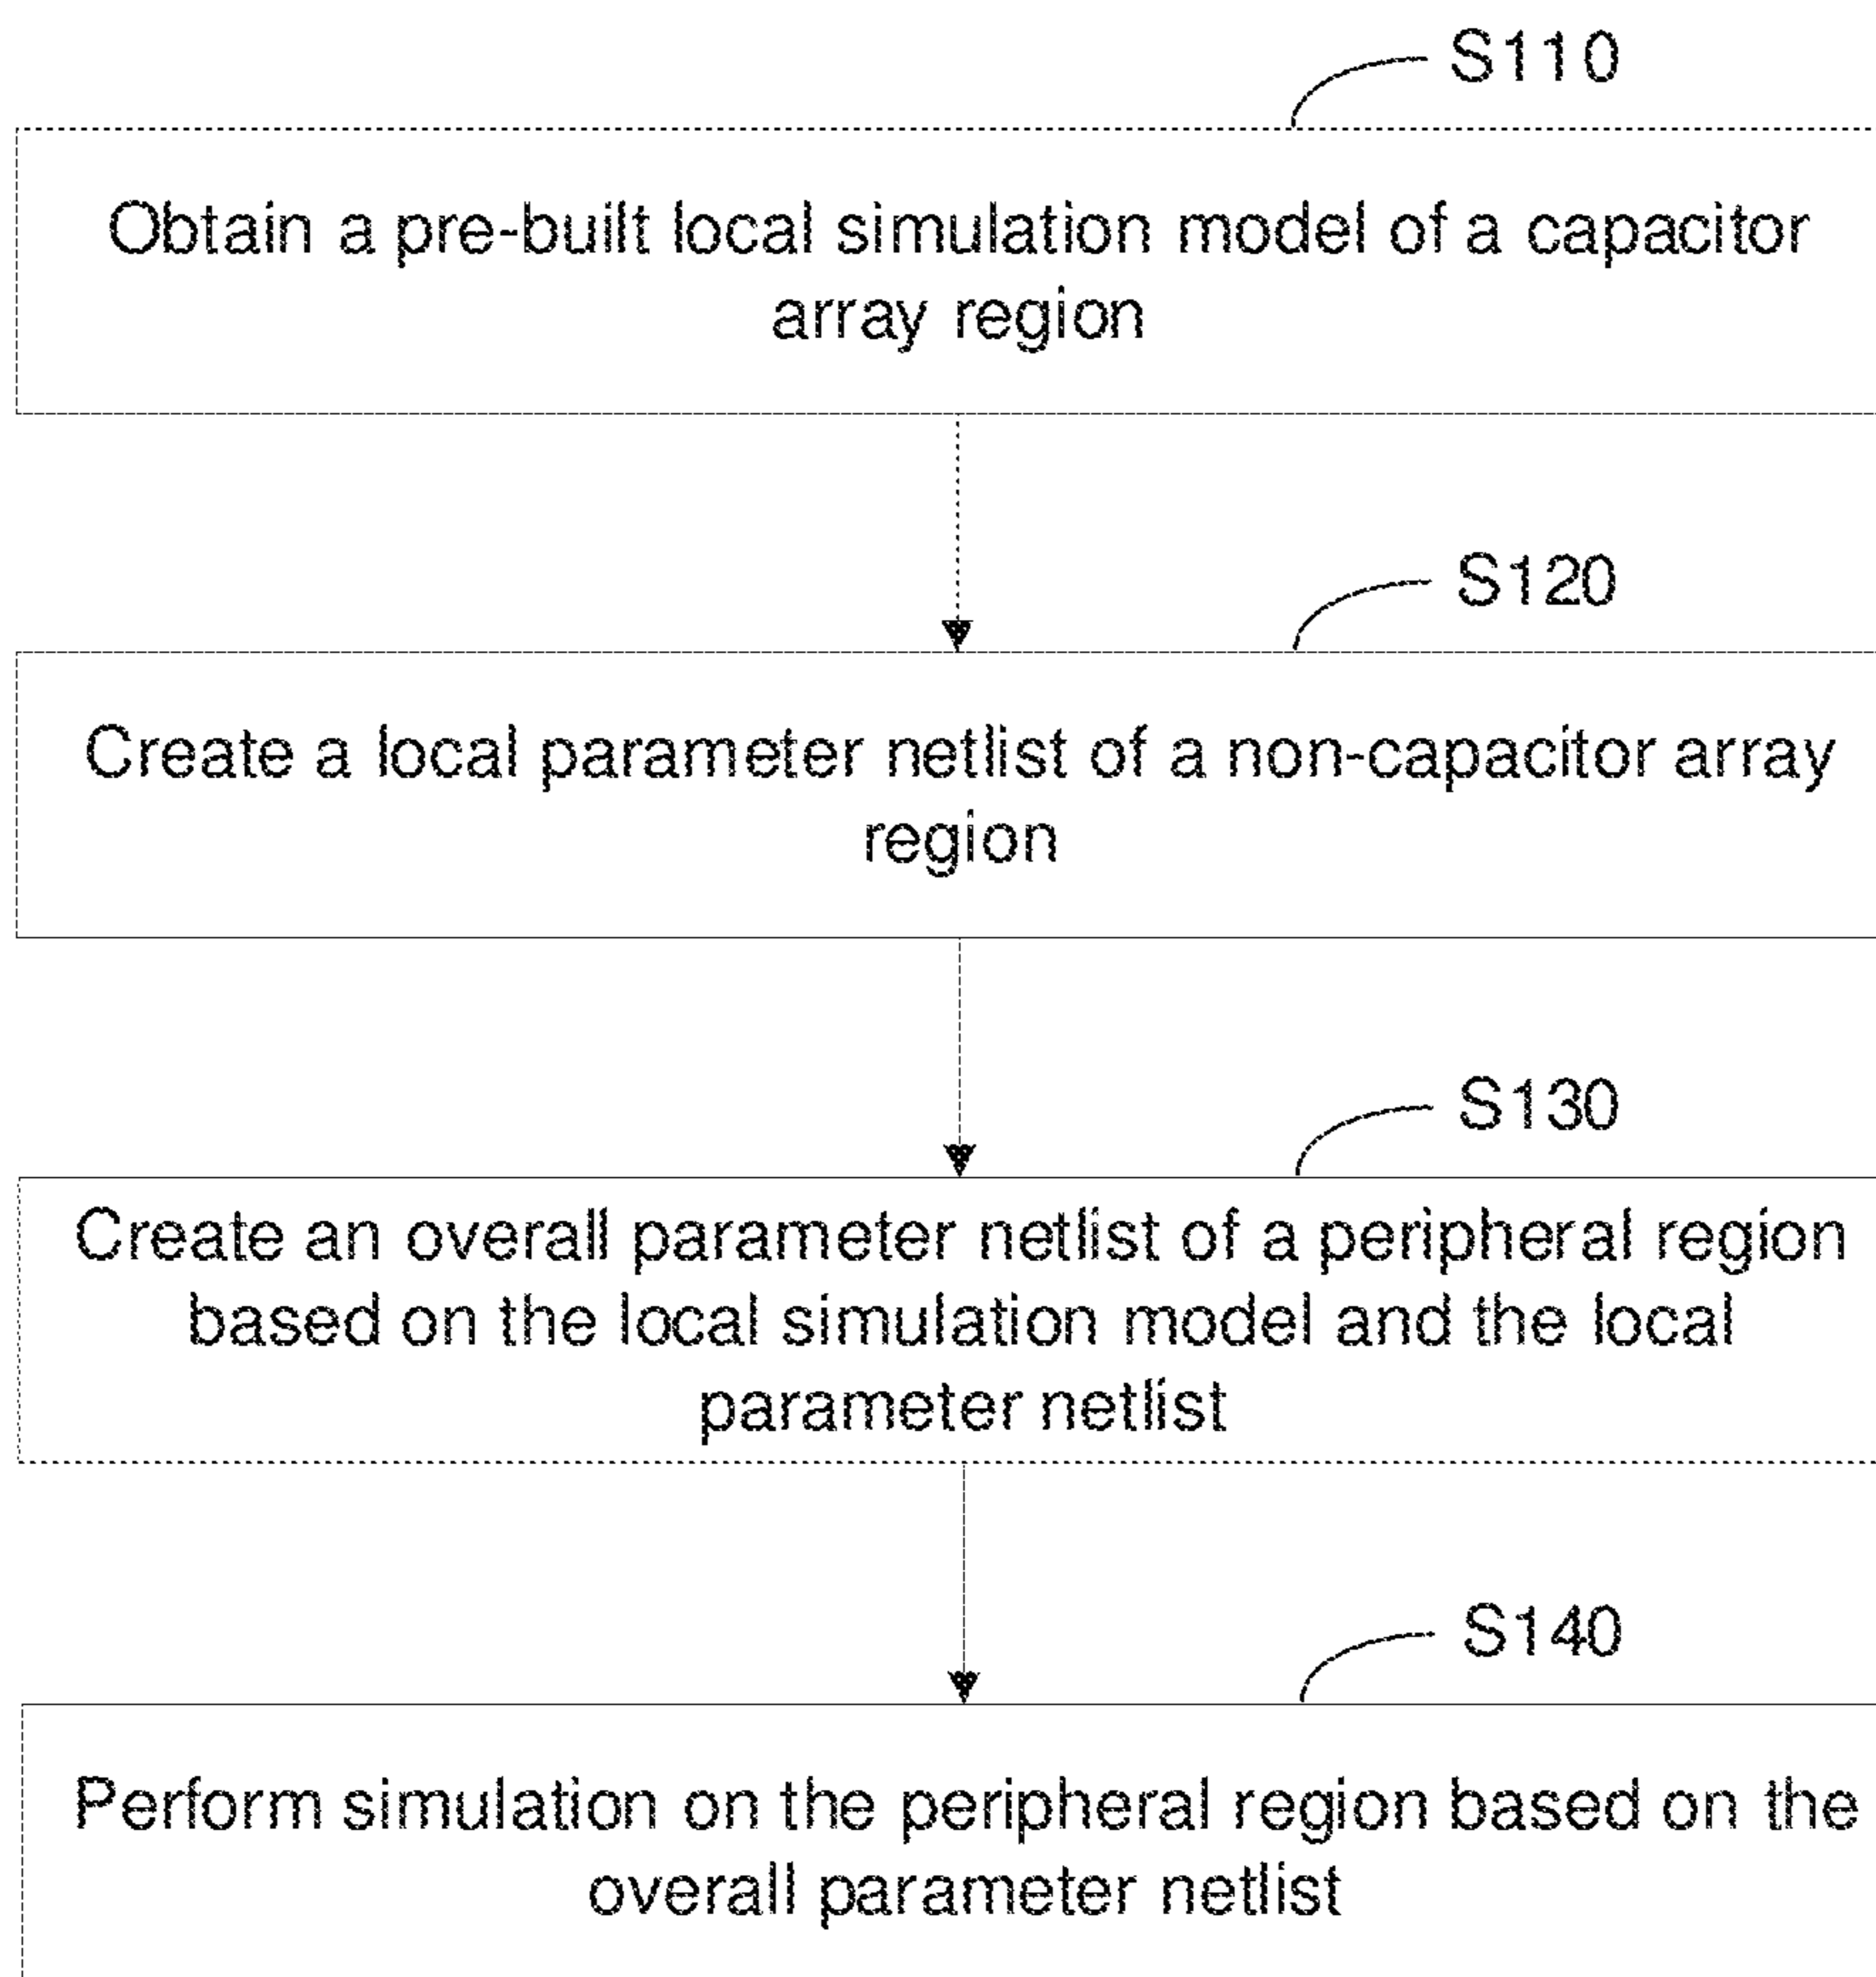 S110
Obtain a pre-built local simulation model of a capacitor
array region
S120
Create a local parameter netlist of a non-capacitor array
region
S130
Create an overall parameter netlist of a peripheral region
based on the local simulation model and the local
parameter netlist
S140
Perform simulation on the peripheral region based on the
overall parameter netlist